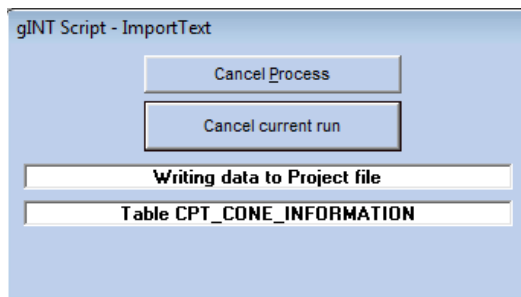 gINT Script - ImportText
Cancel Process
Cancel current run
Writing data to Project file
Table CPT_CONE_INFORMATION